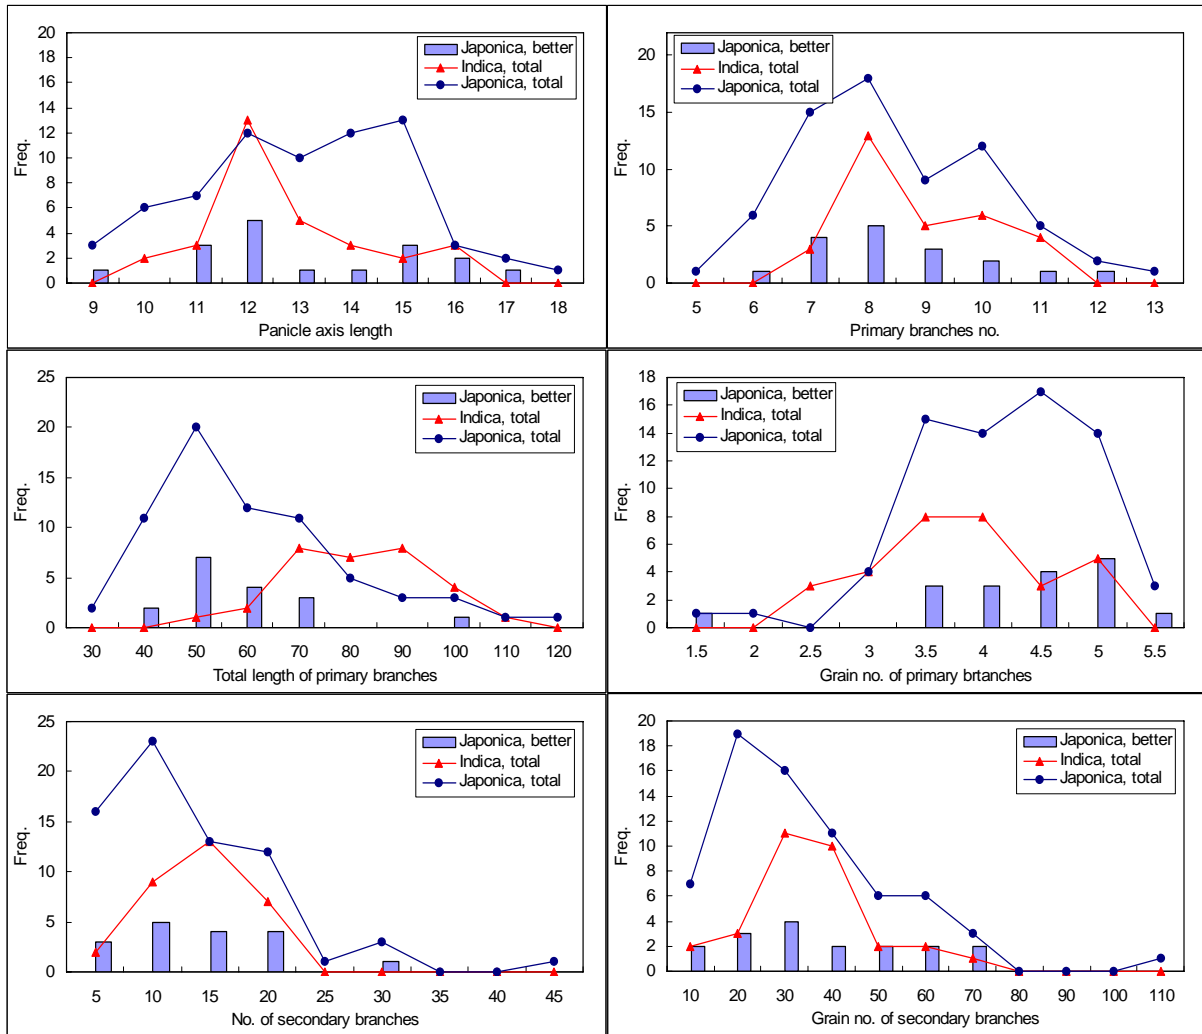 20
18
16
14
12
10
8
6
4
2
0
Freq.
Japonica, better
Indica, total
Japonica, total
9 10 11 12 13 14 15 16 17 18
Panicle axis length
20
15
10
5
0
Freq.
Japonica, better
Indica, total
Japonica, total
5 6 7 8 9 10 11 12 13
Primary branches no.
25
20
15
10
5
0
Freq.
Japonica, better
Indica, total
Japonica, total
30 40 50 60 70 80 90 100 110 120
Total length of primary branches
18
16
14
12
10
8
6
4
2
0
Freq.
Japonica, better
Indica, total
Japonica, total
1.5 2 2.5 3 3.5 4 4.5 5 5.5
Grain no. of primary brtanches
25
20
15
10
5
0
Freq.
Japonica, better
Indica, total
Japonica, total
5 10 15 20 25 30 35 40 45
No. of secondary branches
20
18
16
14
12
10
8
6
4
2
0
Freq.
Japonica, better
Indica, total
Japonica, total
10 20 30 40 50 60 70 80 90 100 110
Grain no. of secondary branches